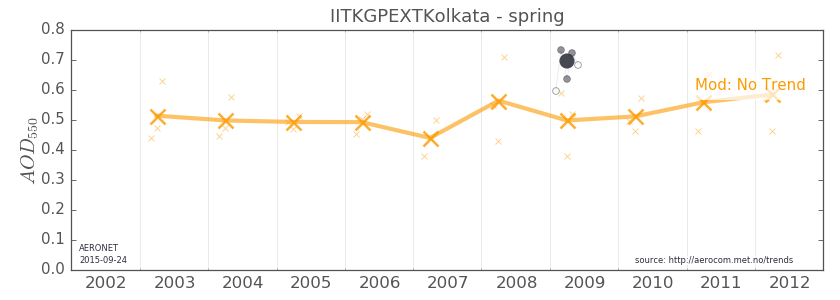 IITKGPEXTKolkata - spring
0.8
0.7
0.6
0.5
0.4
0.3
0.2
0.1
0.0
AOD550
Mod: No Trend
AERONET
2015-09-24
source: http://aerocom.met.no/trends
2002 2003 2004 2005 2006 2007 2008 2009 2010 2011 2012